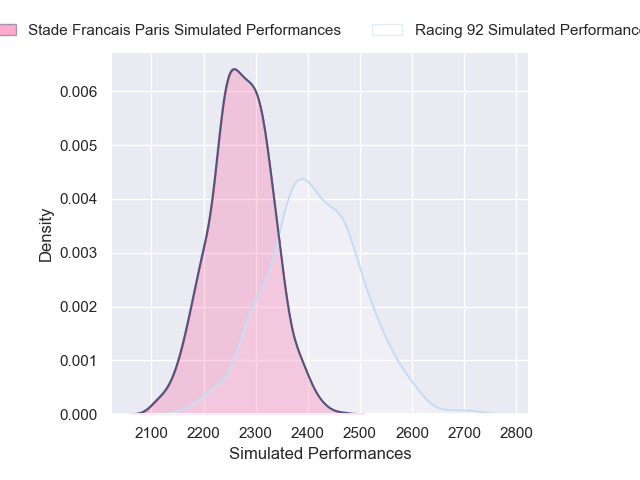 Stade Francais Paris Simulated Performances
Racing 92 Simulated Performance
0.006
0.005
0.004
0.003
0.002
0.001
0.000
Density
2100 2200 2300 2400 2500 2600 2700 2800
Simulated Performances